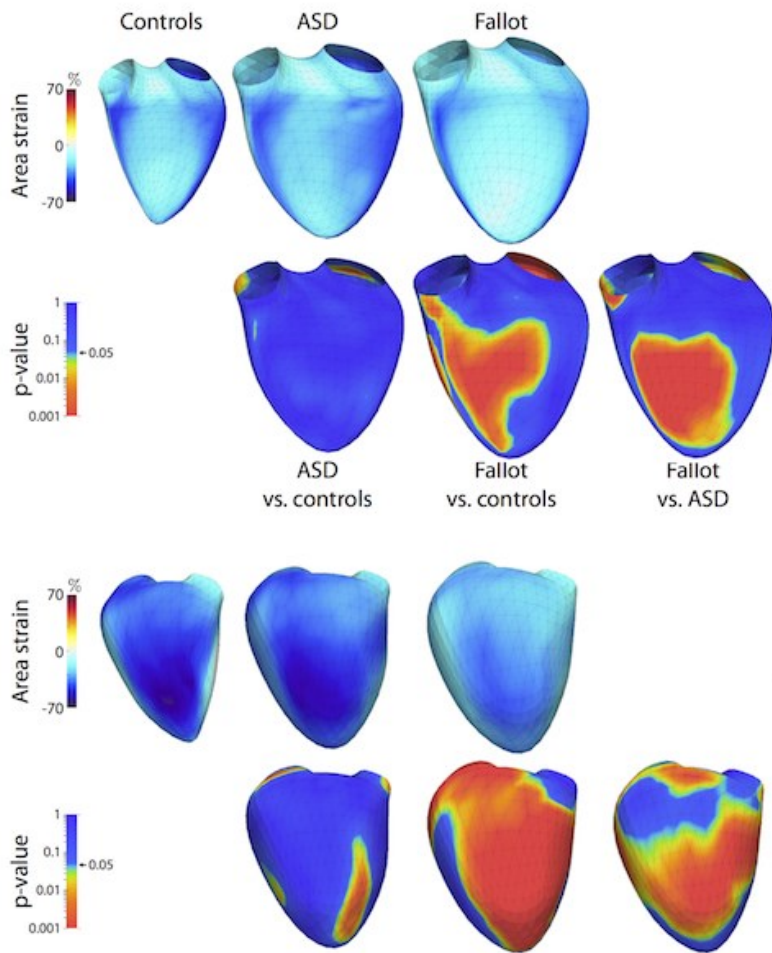 Controls
ASD
Fallot
%
70
0
-70
Area strain
1
0.1
0.05
0.01
0.001
p-value
ASD
vs. controls
Fallot
vs. controls
Fallot
vs. ASD
%
70
0
-70
Area strain
1
0.1
0.05
0.01
0.001
p-value